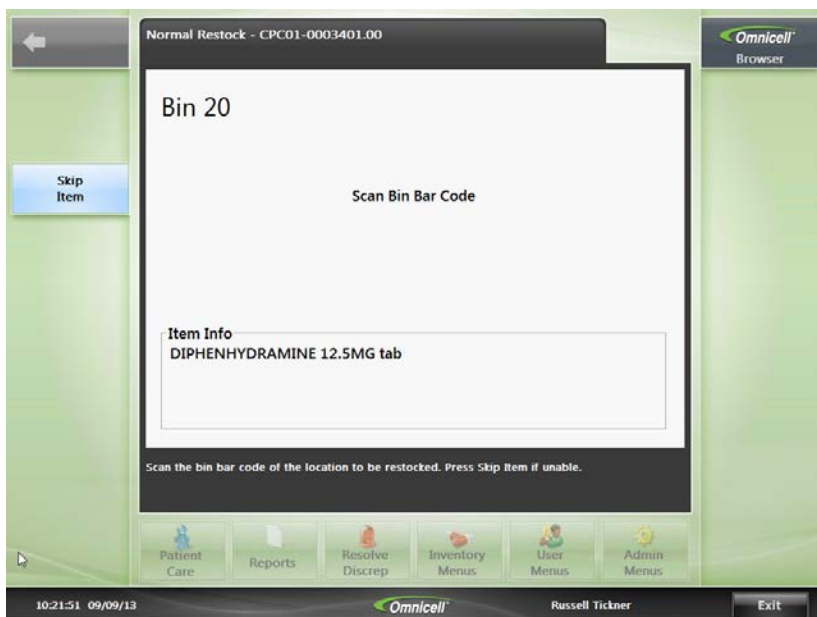 Normal Restock - CPC01-0003401.00
Omnicell
Browser
Bin 20
Skip
Item
Scan Bin Bar Code
Item Info
DIPHENHYDRAMINE 12.5MG tab
Scan the bin bar code of the location to be restocked. Press Skip Item if unable.
Patient
Care
Reports
Resolve
Discrep
Inventory
Menus
User
Menus
Admin
Menus
10:21:51 09/09/13
Omnicell
Russell Tickner
Exit